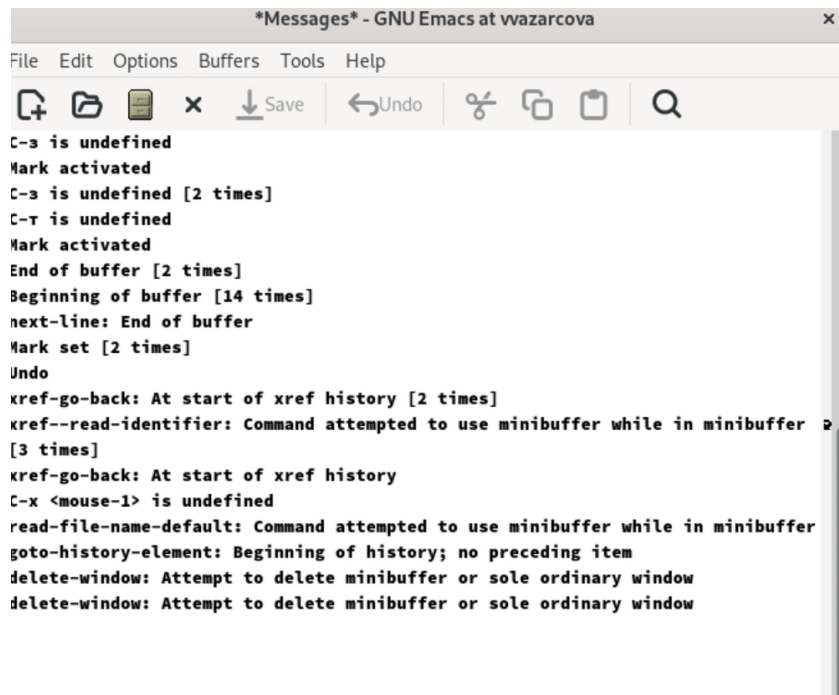 *Messages* - GNU Emacs at vvazarcova
File Edit Options Buffers Tools Help
Save Undo
C-з is undefined
Mark activated
C-з is undefined [2 times]
C-т is undefined
Mark activated
End of buffer [2 times]
Beginning of buffer [14 times]
next-line: End of buffer
Mark set [2 times]
Undo
xref-go-back: At start of xref history [2 times]
xref--read-identifier: Command attempted to use minibuffer while in minibuffer
[3 times]
xref-go-back: At start of xref history
C-x <mouse-1> is undefined
read-file-name-default: Command attempted to use minibuffer while in minibuffer
goto-history-element: Beginning of history; no preceding item
delete-window: Attempt to delete minibuffer or sole ordinary window
delete-window: Attempt to delete minibuffer or sole ordinary window